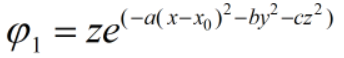 φ₁ = ze^(−a(x−x₀)²−by²−cz²)